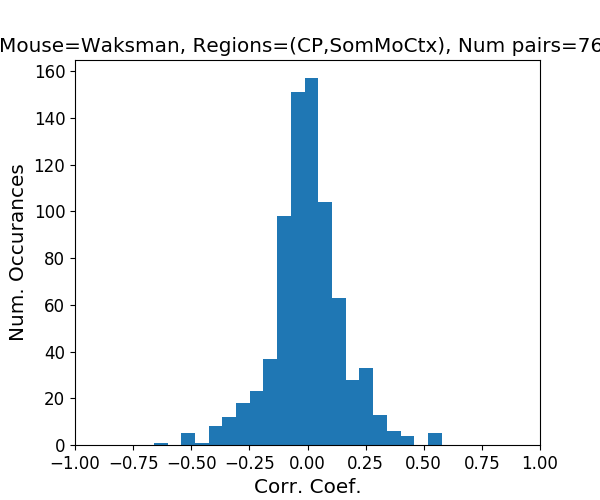 Mouse=Waksman, Regions=(CP,SomMoCtx), Num pairs=76
160
140
120
100
80
60
40
20
0
Num. Occurances
−1.00 −0.75 −0.50 −0.25 0.00 0.25 0.50 0.75 1.00
Corr. Coef.